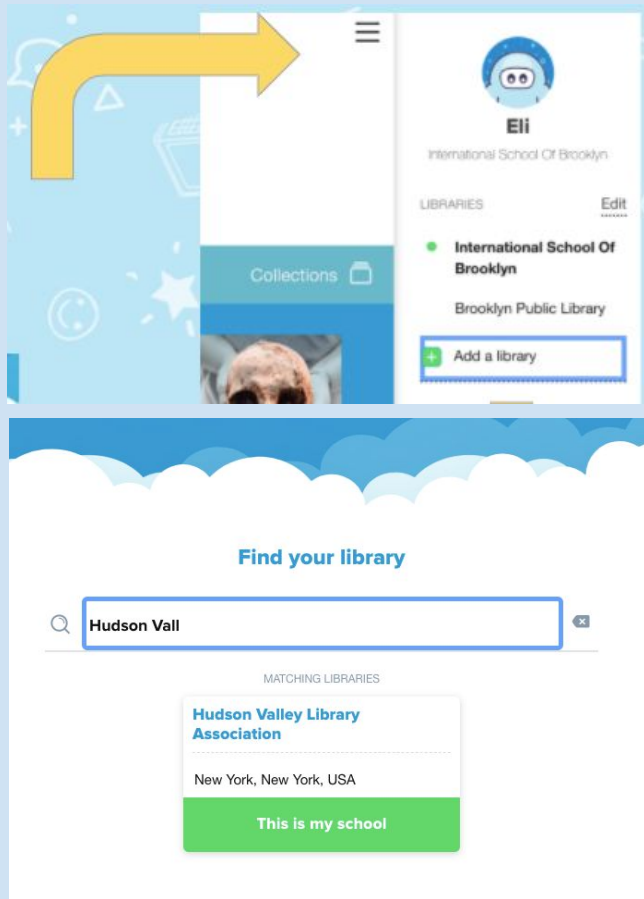 Eli
International School Of Brooklyn
LIBRARIES Edit
International School Of
Brooklyn
Collections
Brooklyn Public Library
Add a library
Find your library
Hudson Vall
MATCHING LIBRARIES
Hudson Valley Library
Association
New York, New York, USA
This is my school